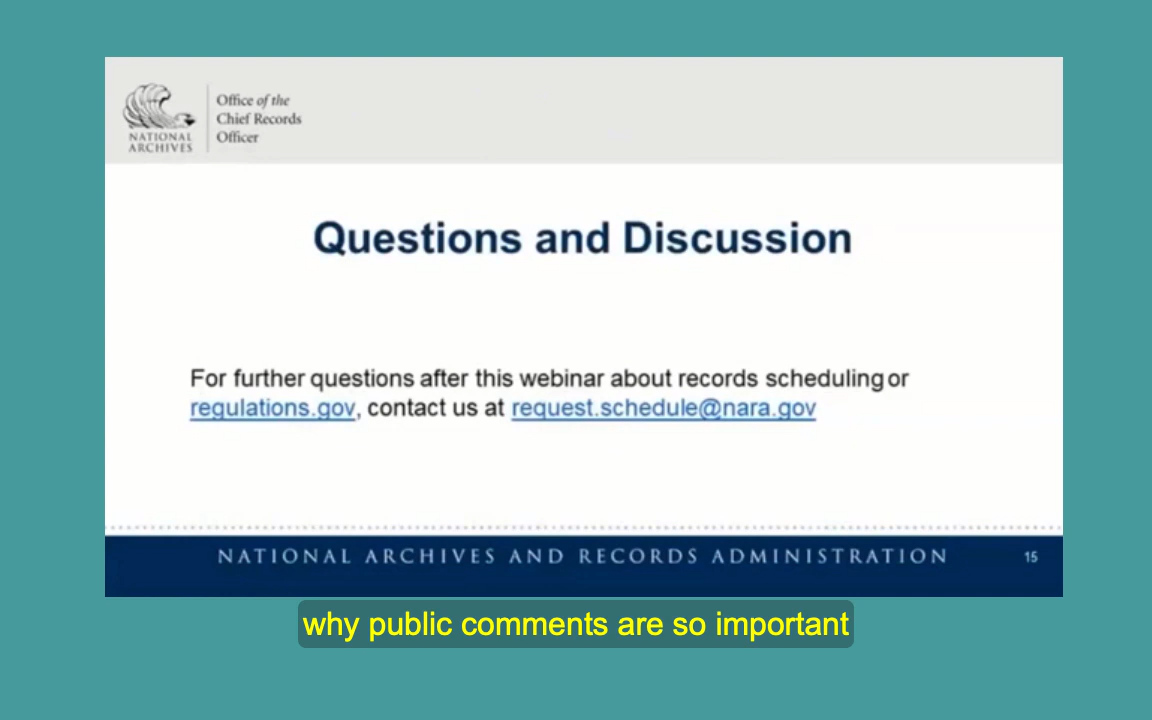 Office of the
Chief Records
Officer
NATIONAL
ARCHIVES
Questions and Discussion
For further questions after this webinar about records scheduling or
regulations.gov, contact us at request.schedule@nara.gov
NATIONAL ARCHIVES AND RECORDS ADMINISTRATION
15
why public comments are so important